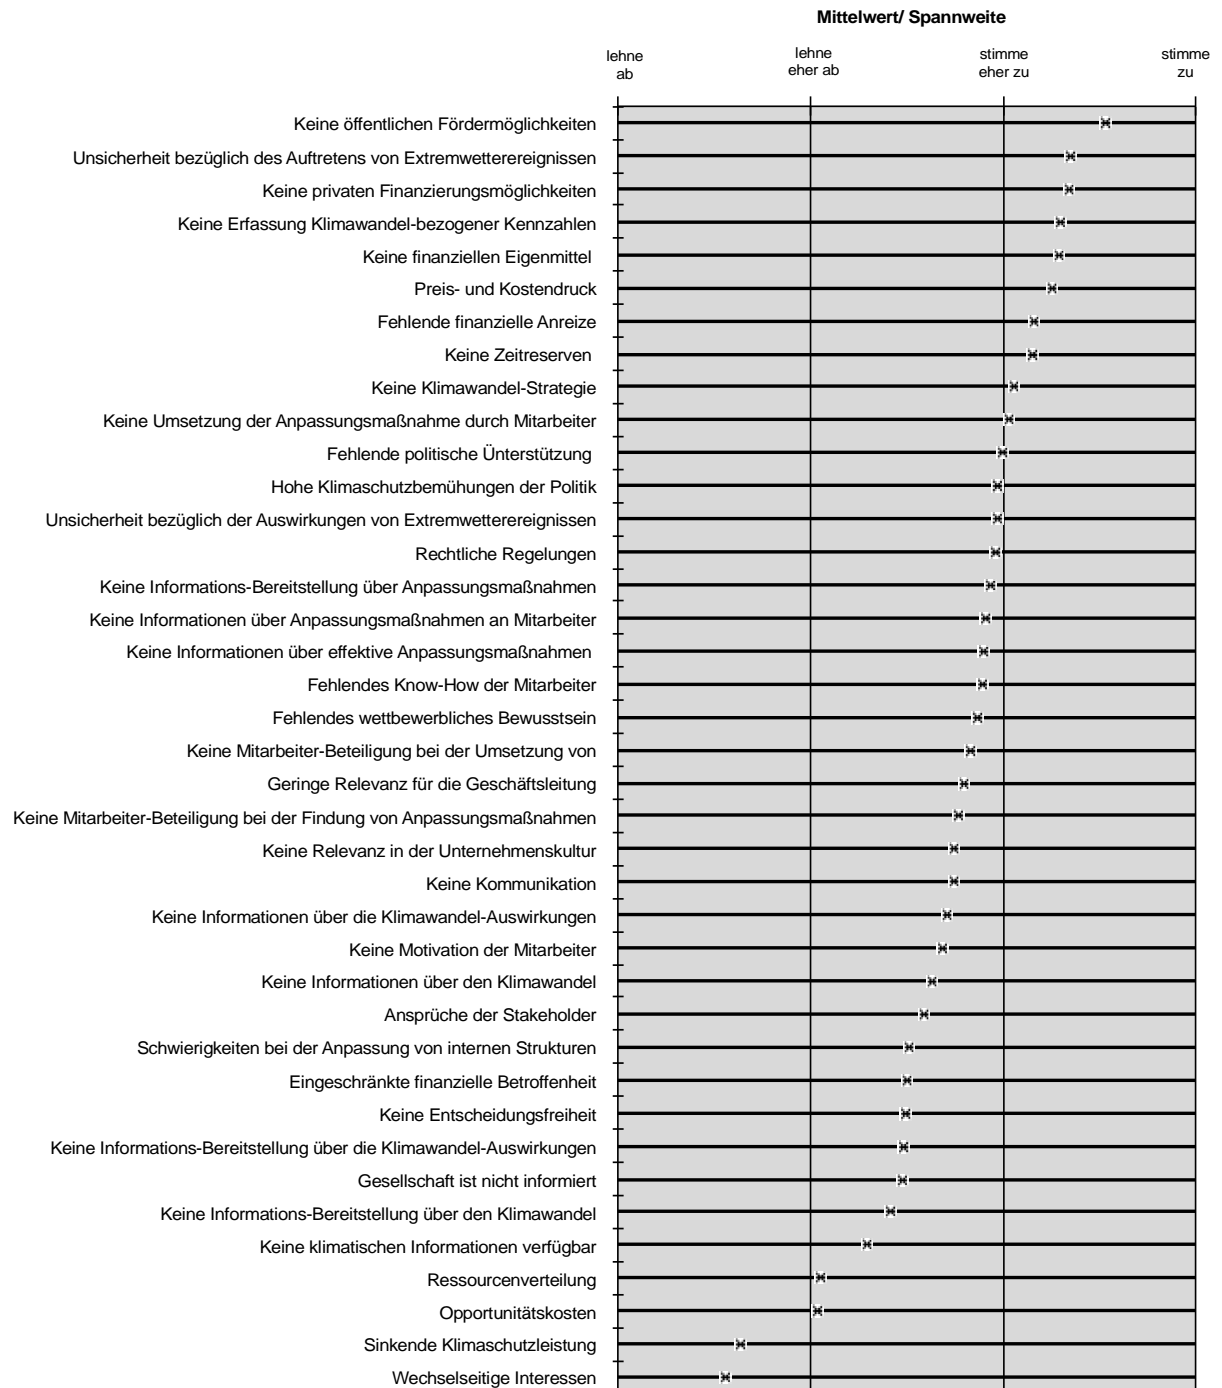 Mittelwert/ Spannweite
lehne
ab
lehne
eher ab
stimme
eher zu
stimme
zu
Keine öffentlichen Fördermöglichkeiten
Unsicherheit bezüglich des Auftretens von Extremwetterereignissen
Keine privaten Finanzierungsmöglichkeiten
Keine Erfassung Klimawandel-bezogener Kennzahlen
Keine finanziellen Eigenmittel
Preis- und Kostendruck
Fehlende finanzielle Anreize
Keine Zeitreserven
Keine Klimawandel-Strategie
Keine Umsetzung der Anpassungsmaßnahme durch Mitarbeiter
Fehlende politische Ünterstützung
Hohe Klimaschutzbemühungen der Politik
Unsicherheit bezüglich der Auswirkungen von Extremwetterereignissen
Rechtliche Regelungen
Keine Informations-Bereitstellung über Anpassungsmaßnahmen
Keine Informationen über Anpassungsmaßnahmen an Mitarbeiter
Keine Informationen über effektive Anpassungsmaßnahmen
Fehlendes Know-How der Mitarbeiter
Fehlendes wettbewerbliches Bewusstsein
Keine Mitarbeiter-Beteiligung bei der Umsetzung von
Geringe Relevanz für die Geschäftsleitung
Keine Mitarbeiter-Beteiligung bei der Findung von Anpassungsmaßnahmen
Keine Relevanz in der Unternehmenskultur
Keine Kommunikation
Keine Informationen über die Klimawandel-Auswirkungen
Keine Motivation der Mitarbeiter
Keine Informationen über den Klimawandel
Ansprüche der Stakeholder
Schwierigkeiten bei der Anpassung von internen Strukturen
Eingeschränkte finanzielle Betroffenheit
Keine Entscheidungsfreiheit
Keine Informations-Bereitstellung über die Klimawandel-Auswirkungen
Gesellschaft ist nicht informiert
Keine Informations-Bereitstellung über den Klimawandel
Keine klimatischen Informationen verfügbar
Ressourcenverteilung
Opportunitätskosten
Sinkende Klimaschutzleistung
Wechselseitige Interessen